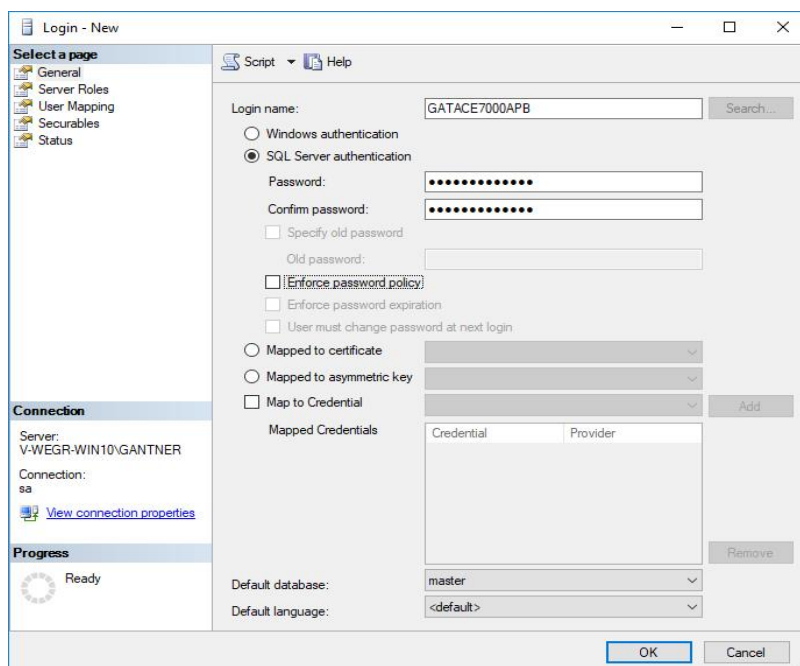 Login - New
Select a page
General
Server Roles
User Mapping
Securables
Status
Script Help
Login name: GATACE7000APB Search...
Windows authentication
SQL Server authentication
Password: •••••••••••••
Confirm password: •••••••••••••
Specify old password
Old password:
Enforce password policy
Enforce password expiration
User must change password at next login
Mapped to certificate
Mapped to asymmetric key
Map to Credential Add
Mapped Credentials Credential Provider
Remove
Default database: master
Default language: <default>
Connection
Server:
V-WEGR-WIN10\GANTNER
Connection:
sa
View connection properties
Progress
Ready
OK Cancel